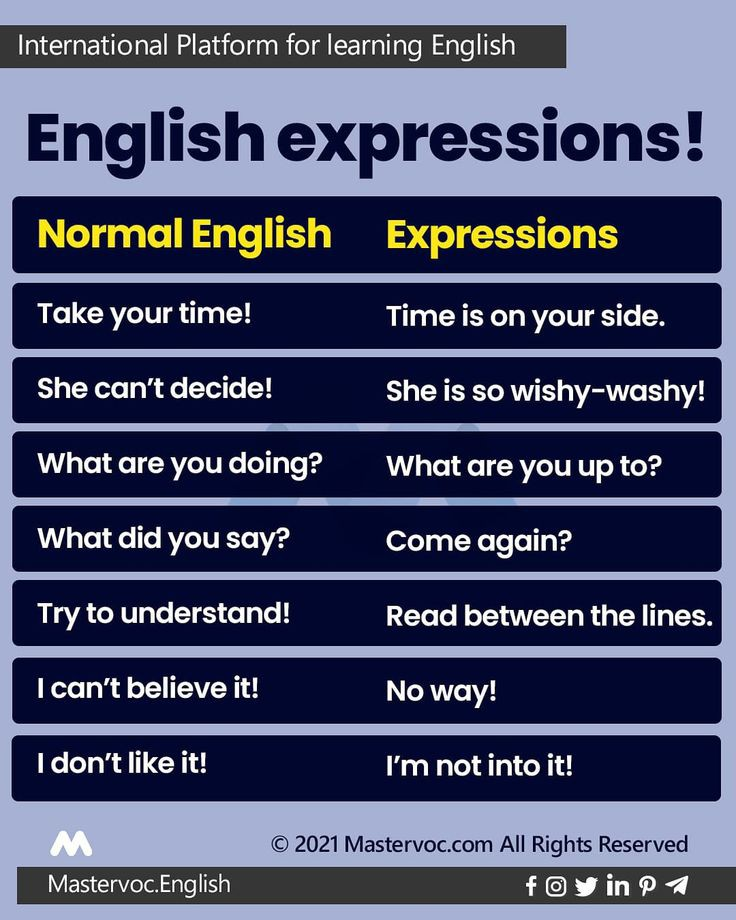 International Platform for learning English
English expressions!
Normal English Expressions
Take your time! Time is on your side.
She can't decide! She is so wishy-washy!
What are you doing? What are you up to?
What did you say? Come again?
Try to understand! Read between the lines.
I can't believe it! No way!
I don't like it! I'm not into it!
© 2021 Mastervoc.com All Rights Reserved
Mastervoc.English